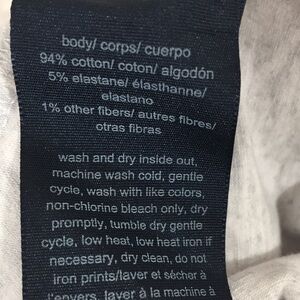 body/ corps/ cuerpo
94% cotton/ coton/ algodón
5% elastane/ élasthanne/
elastano
1% other fibers/ autres fibres/
otras fibras
wash and dry inside out,
machine wash cold, gentle
cycle, wash with like colors,
non-chlorine bleach only, dry
promptly, tumble dry gentle
cycle, low heat, low heat iron if
necessary, dry clean, do not
iron prints/laver et sécher à
l'envers, laver à la machine à